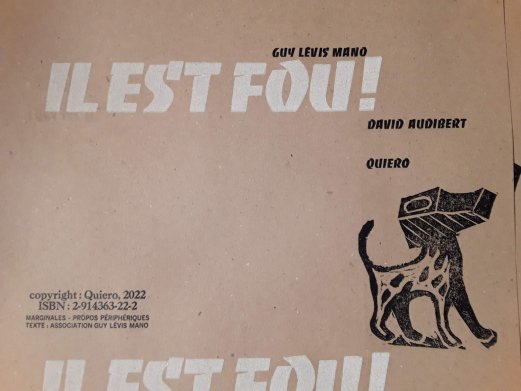 GUY LÉVIS MANO
IL EST FOU!
DAVID AUDIBERT
QUIERO
copyright : Quiero, 2022
ISBN : 2-914363-22-2
MARGINALES - PROPOS PÉRIPHÉRIQUES
TEXTE : ASSOCIATION GUY LÉVIS MANO
IL EST FOU!